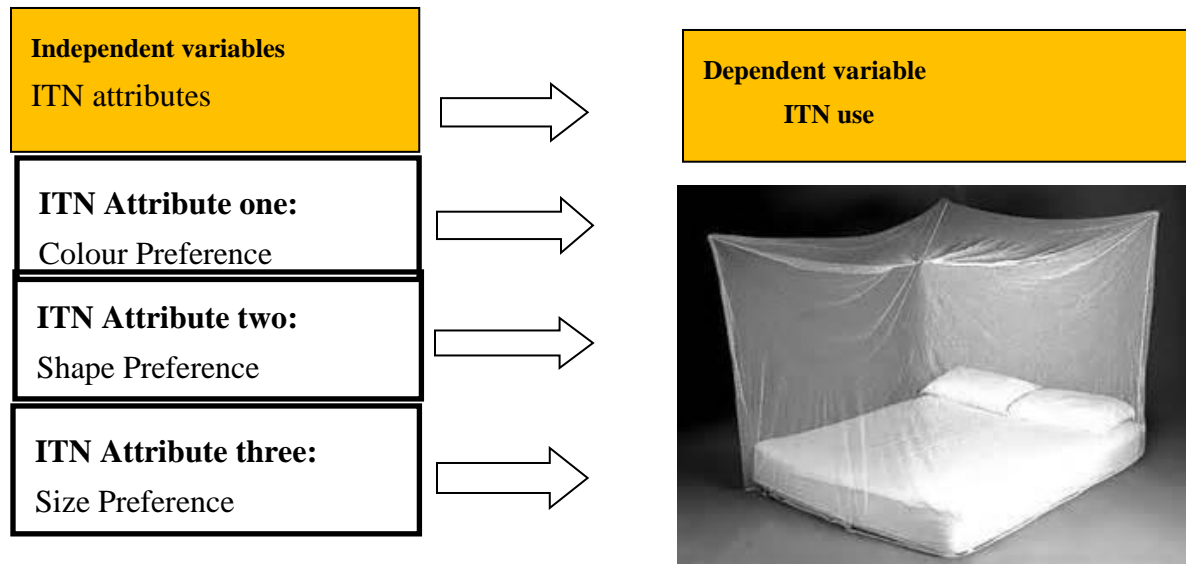 Independent variables
ITN attributes
Dependent variable
ITN use
ITN Attribute one:
Colour Preference
ITN Attribute two:
Shape Preference
ITN Attribute three:
Size Preference